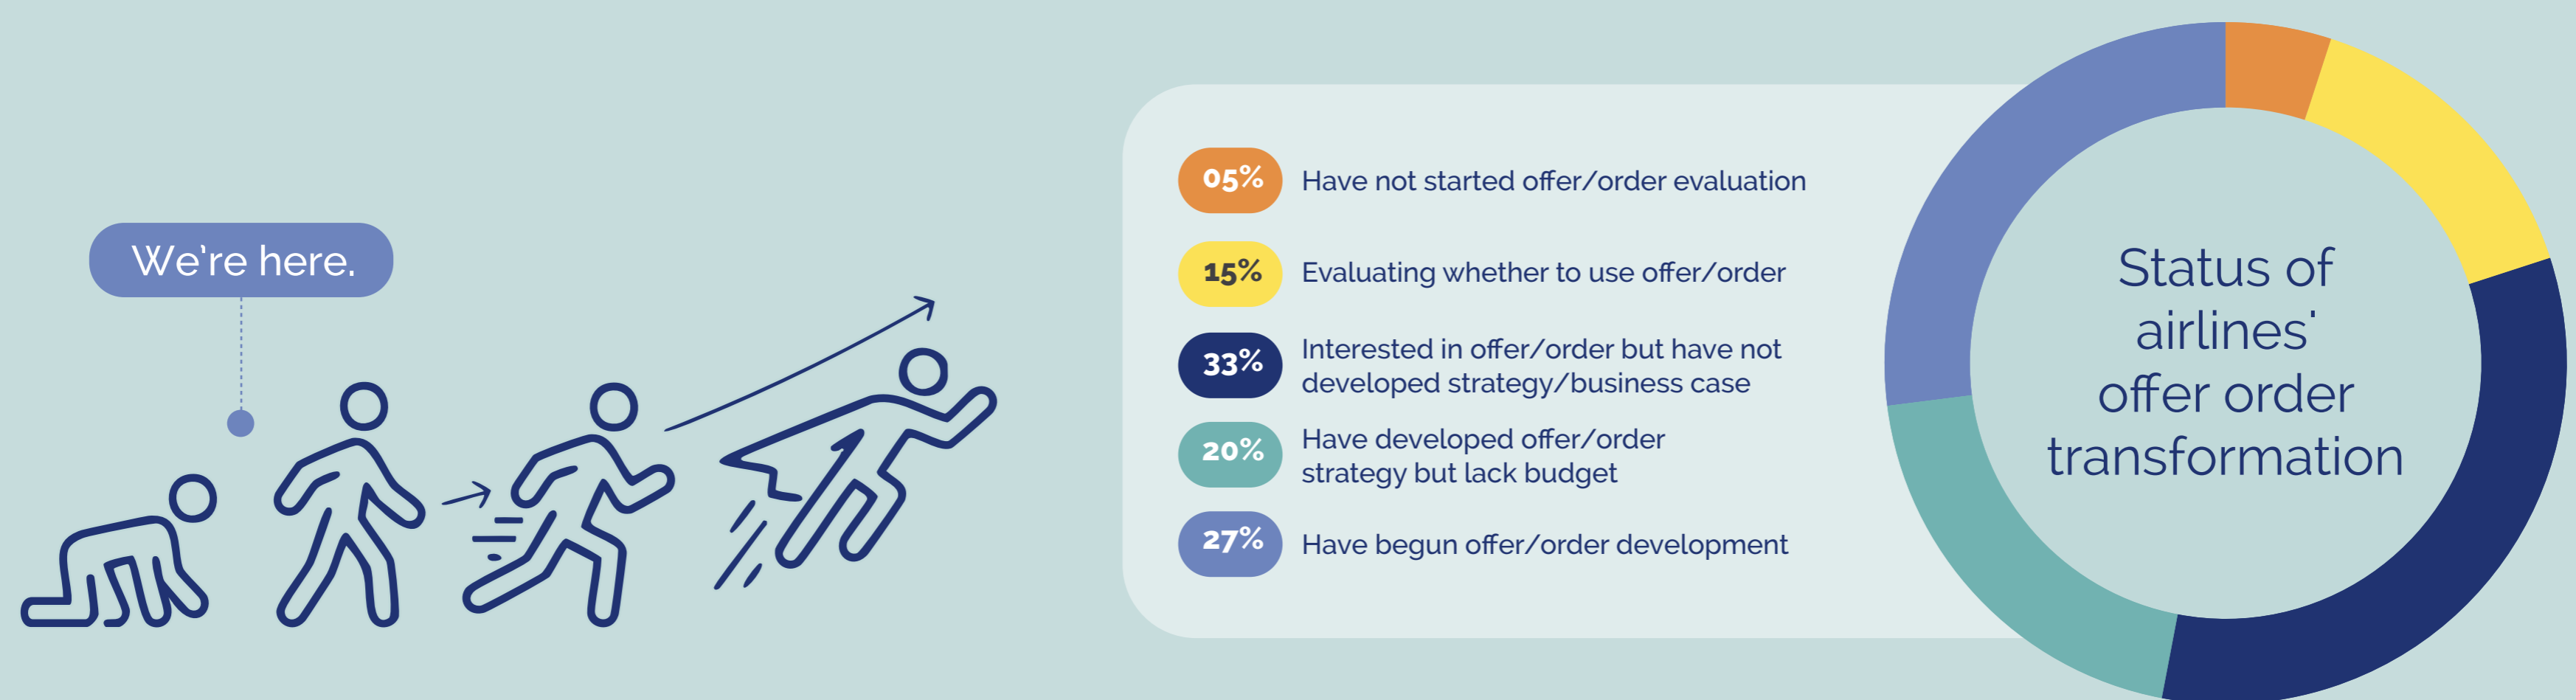 We're here.
05% Have not started offer/order evaluation
15% Evaluating whether to use offer/order
33% Interested in offer/order but have not
developed strategy/business case
20% Have developed offer/order
strategy but lack budget
27% Have begun offer/order development
Status of
airlines'
offer order
transformation